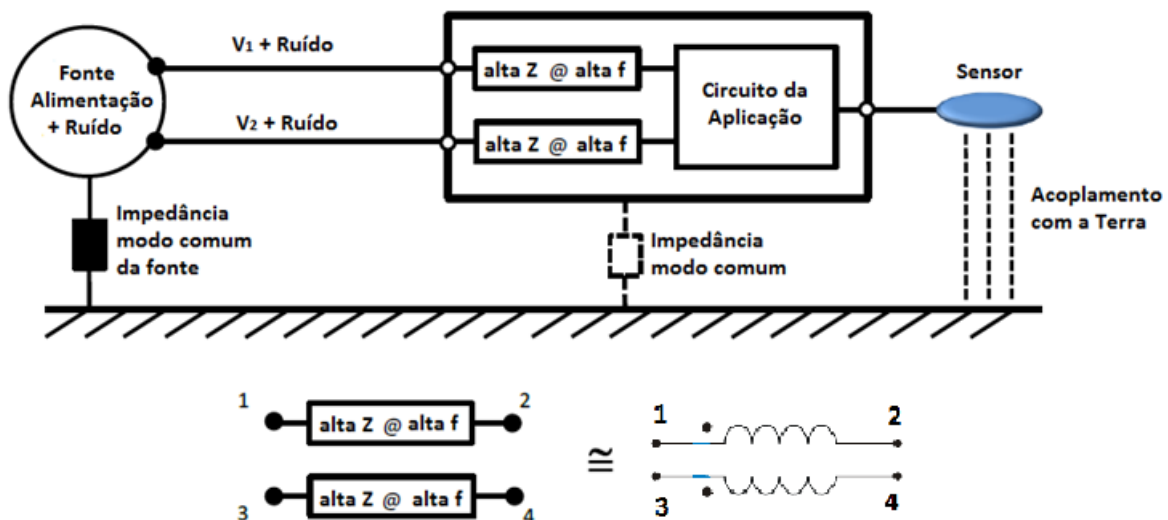 Fonte
Alimentação
+ Ruído
V1 + Ruído
V2 + Ruído
alta Z @ alta f
alta Z @ alta f
Circuito da
Aplicação
Sensor
Acoplamento
com a Terra
Impedância
modo comum
da fonte
Impedância
modo comum
1
alta Z @ alta f
2
3
alta Z @ alta f
4
≅
1
2
3
4